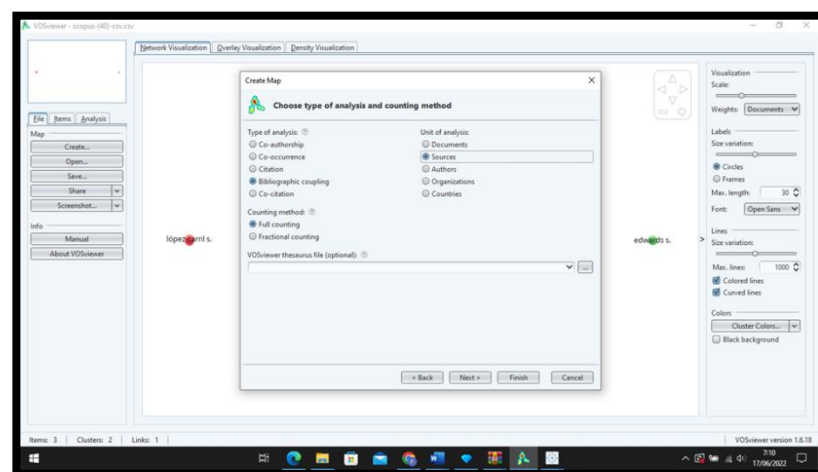 VOSviewer - scopus-(40)-csv.csv
Network Visualization Overlay Visualization Density Visualization
File Items Analysis
Map
Create...
Open...
Save...
Share
Screenshot...
Info
Manual
About VOSviewer
lópez-carril s.
edwards s.
Create Map
Choose type of analysis and counting method
Type of analysis:
Co-authorship
Co-occurrence
Citation
Bibliographic coupling
Co-citation
Unit of analysis:
Documents
Sources
Authors
Organizations
Countries
Counting method:
Full counting
Fractional counting
VOSviewer thesaurus file (optional):
...
< Back Next > Finish Cancel
Visualization
Scale:
Weights: Documents
Labels
Size variation:
Circles
Frames
Max. length: 30
Font: Open Sans
Lines
Size variation:
Max. lines: 1000
Colored lines
Curved lines
Colors
Cluster Colors...
Black background
Items: 3 Clusters: 2 Links: 1
VOSviewer version 1.6.18
7:10
17/06/2022